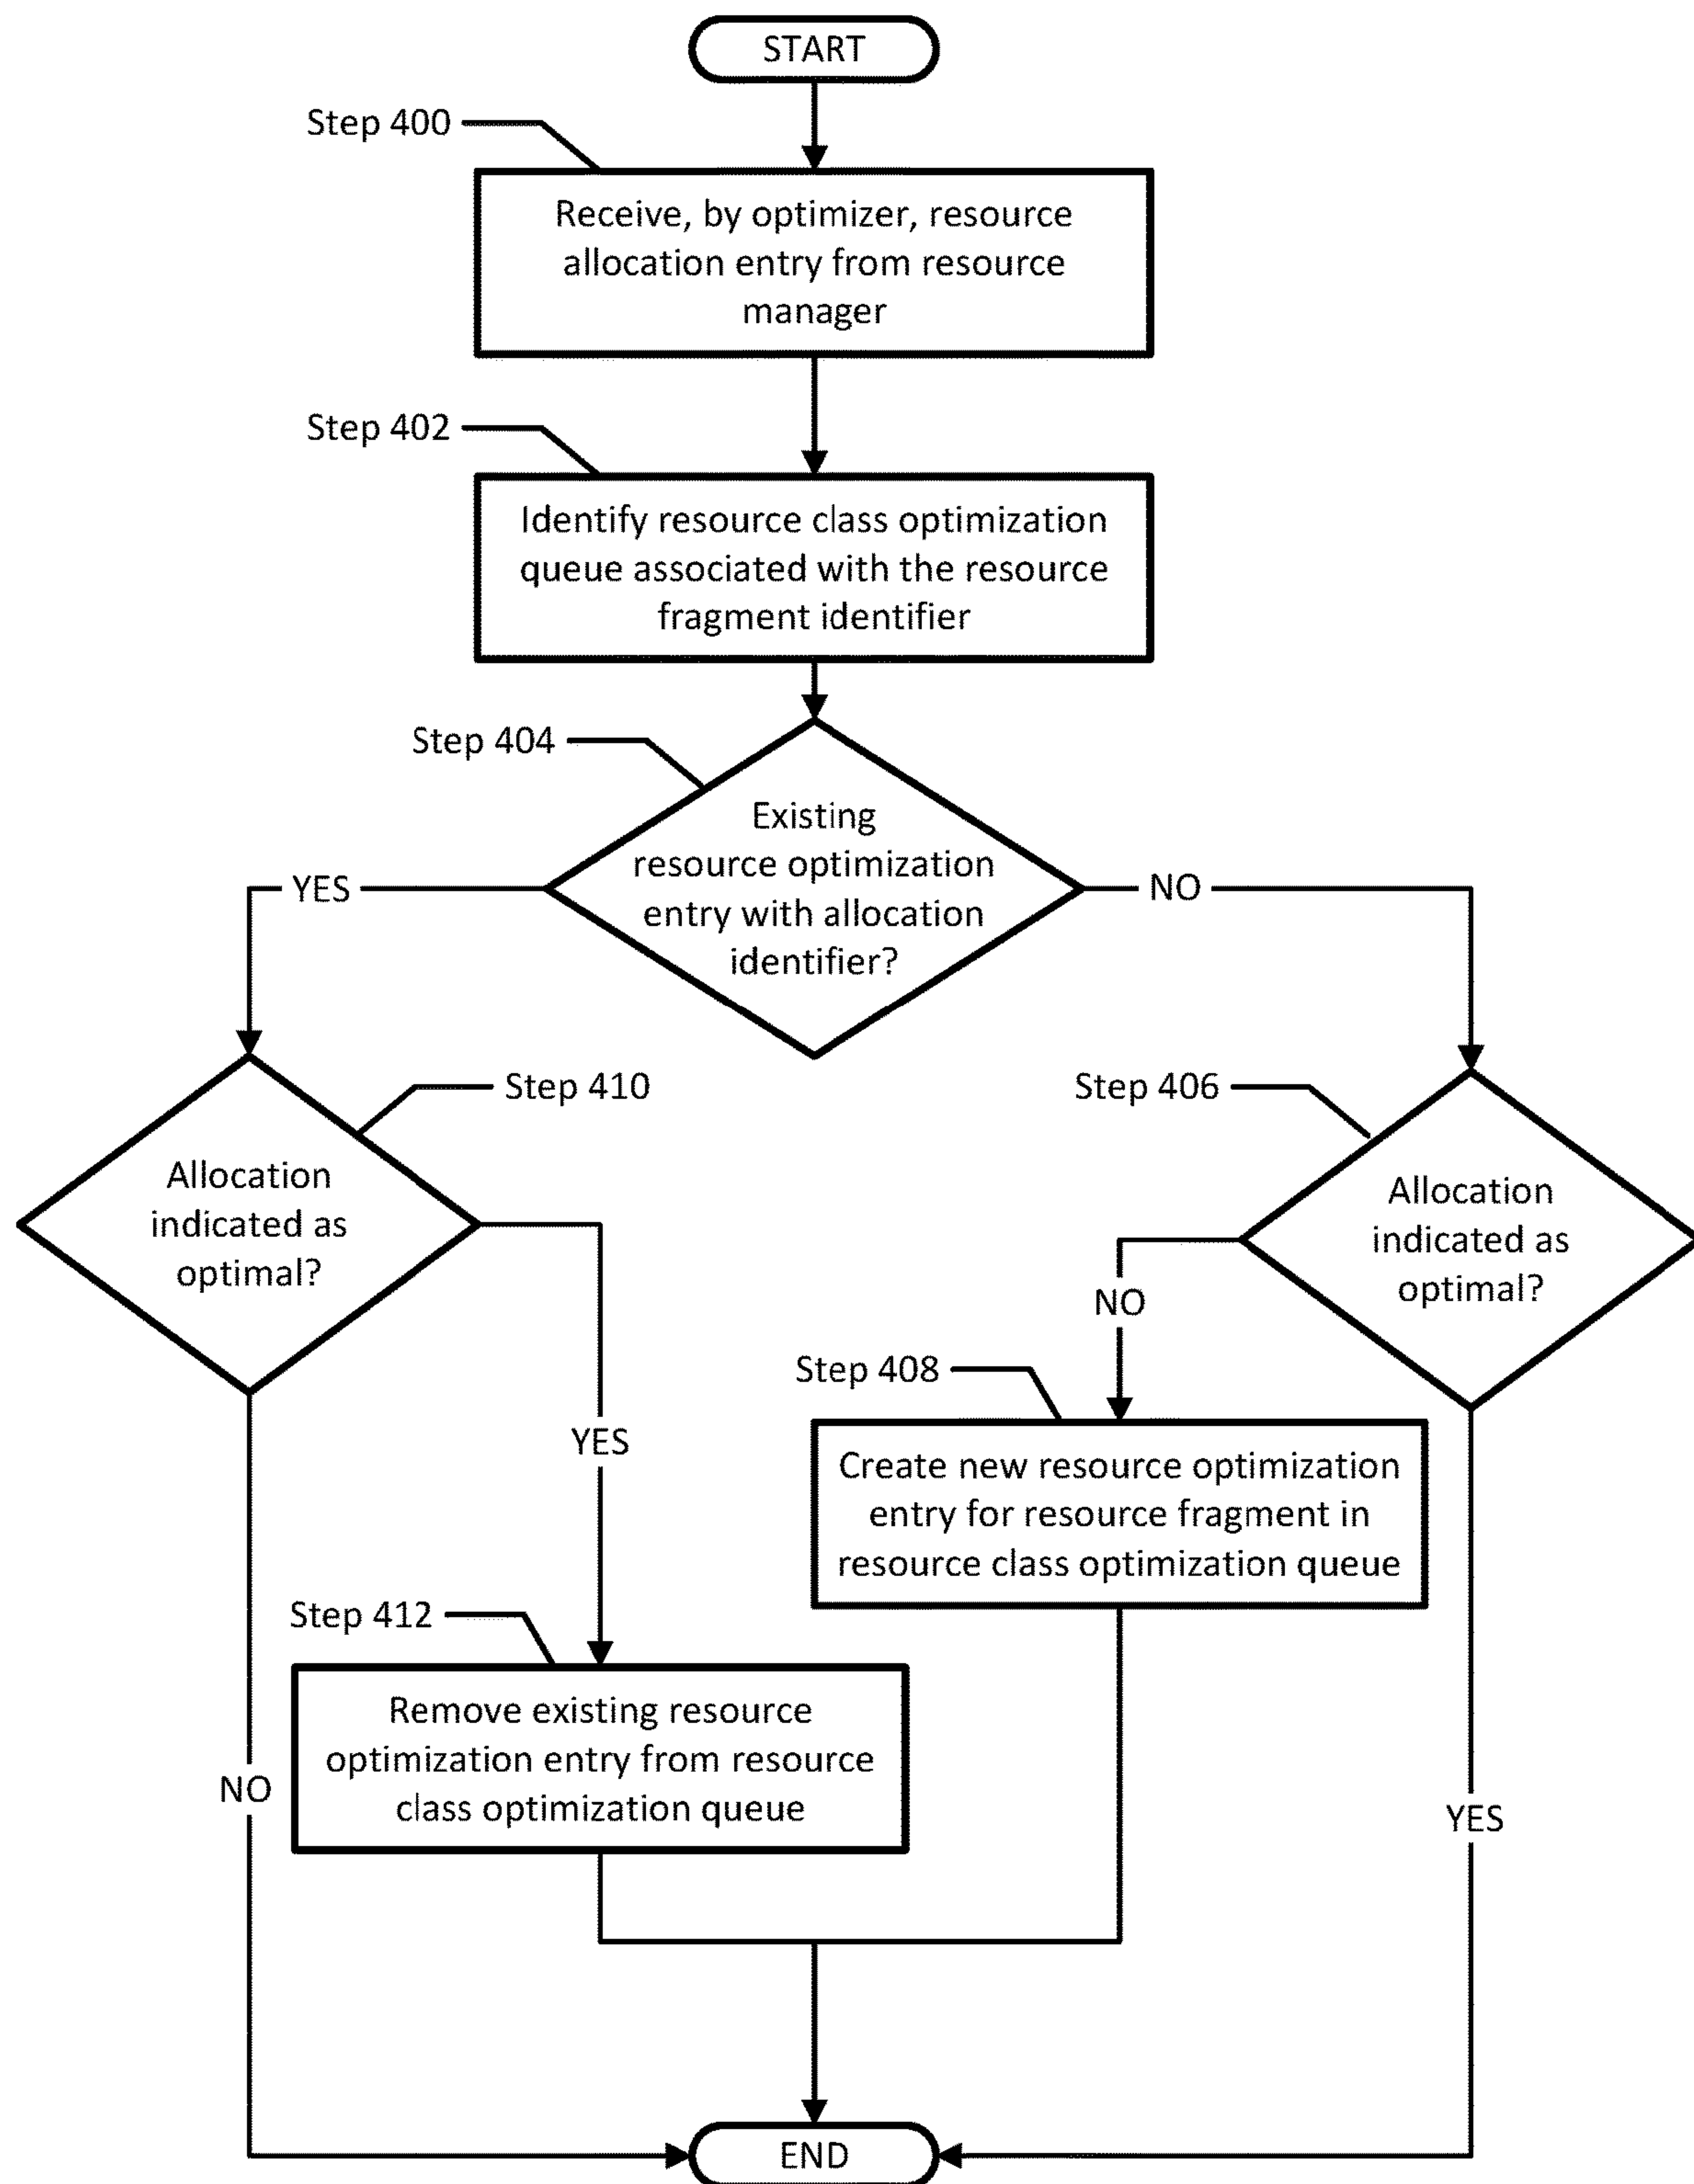 START
Step 400
Receive, by optimizer, resource
allocation entry from resource
manager
Step 402
Identify resource class optimization
queue associated with the resource
fragment identifier
Step 404
Existing
resource optimization
entry with allocation
identifier?
YES
NO
Step 410
Step 406
Allocation
indicated as
optimal?
Allocation
indicated as
optimal?
NO
Step 408
YES
Create new resource optimization
entry for resource fragment in
resource class optimization queue
Step 412
Remove existing resource
optimization entry from resource
class optimization queue
NO
YES
END